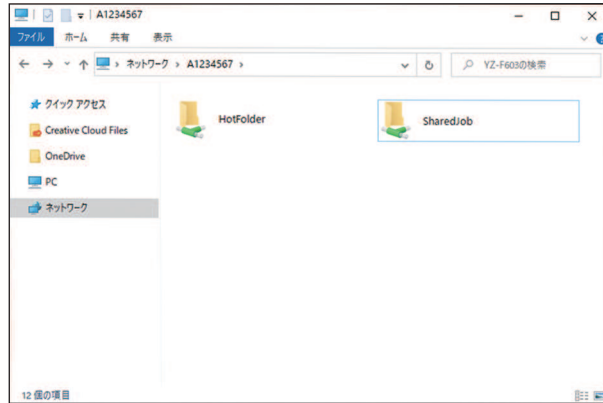 A1234567
ファイル ホーム 共有 表示
ネットワーク › A1234567 ›
YZ-F603の検索
クイック アクセス
Creative Cloud Files
OneDrive
PC
ネットワーク
HotFolder
SharedJob
12 個の項目